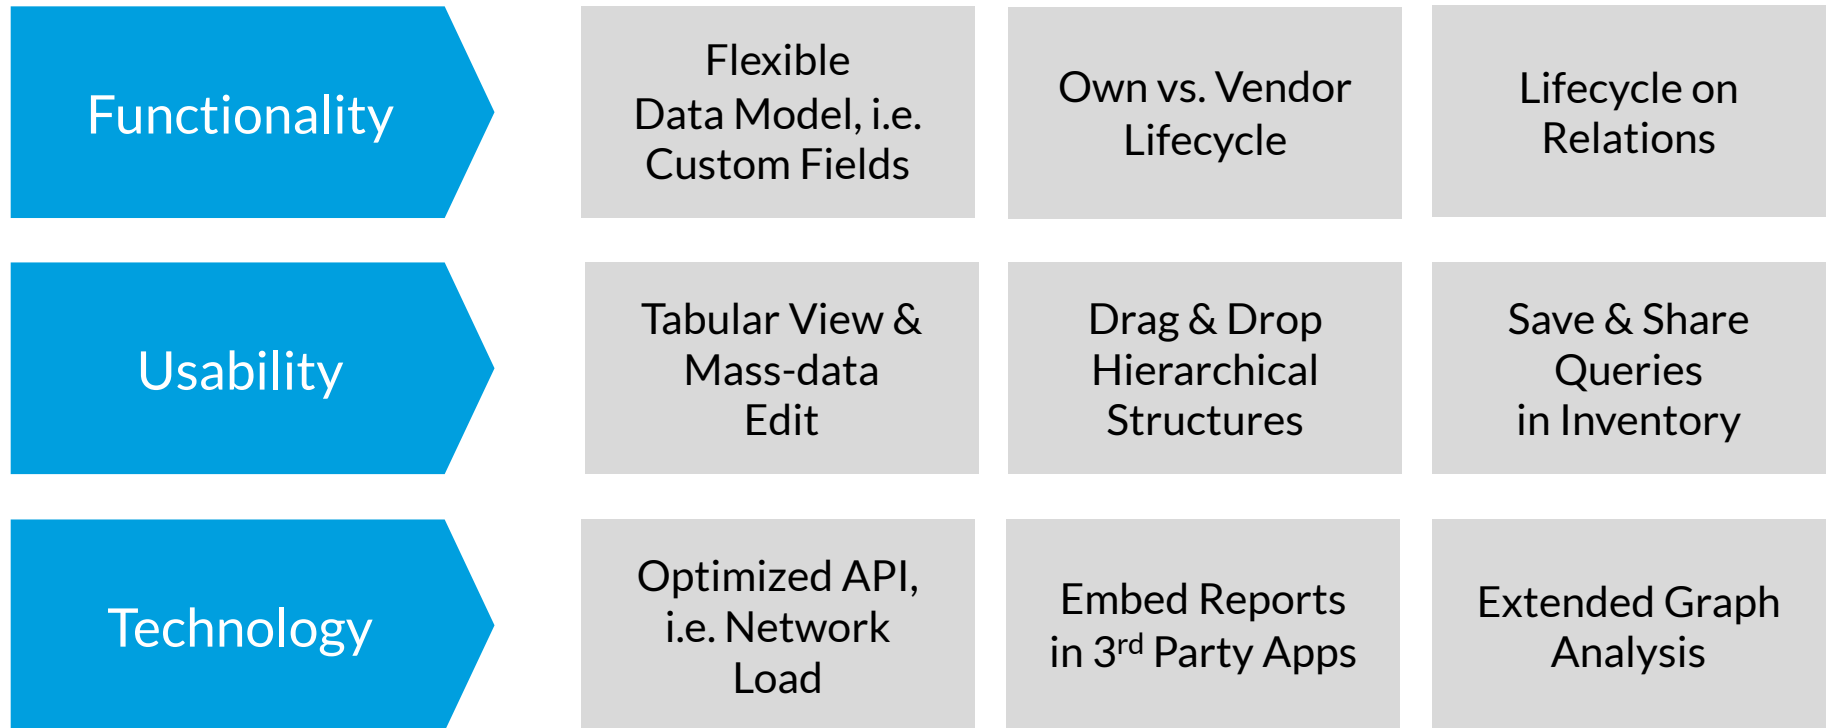 Functionality
Flexible
Data Model, i.e.
Custom Fields
Own vs. Vendor
Lifecycle
Lifecycle on
Relations
Usability
Tabular View &
Mass-data
Edit
Drag & Drop
Hierarchical
Structures
Save & Share
Queries
in Inventory
Technology
Optimized API,
i.e. Network
Load
Embed Reports
in 3rd Party Apps
Extended Graph
Analysis